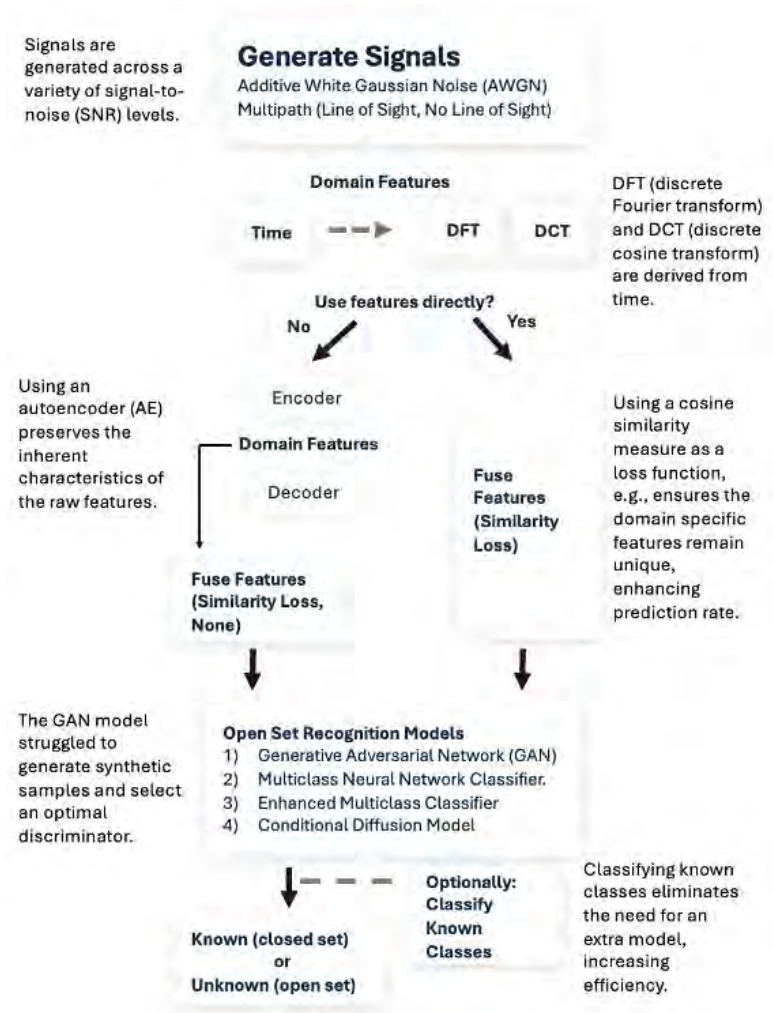 Signals are
generated across a
variety of signal-to-
noise (SNR) levels.
Generate Signals
Additive White Gaussian Noise (AWGN)
Multipath (Line of Sight, No Line of Sight)
Domain Features
Time
DFT
DCT
DFT (discrete
Fourier transform)
and DCT (discrete
cosine transform)
are derived from
time.
Use features directly?
No
Yes
Using an
autoencoder (AE)
preserves the
inherent
characteristics of
the raw features.
Encoder
Domain Features
Decoder
Fuse Features
(Similarity Loss,
None)
Fuse
Features
(Similarity
Loss)
Using a cosine
similarity
measure as a
loss function,
e.g., ensures the
domain specific
features remain
unique,
enhancing
prediction rate.
The GAN model
struggled to
generate synthetic
samples and select
an optimal
discriminator.
Open Set Recognition Models
1) Generative Adversarial Network (GAN)
2) Multiclass Neural Network Classifier.
3) Enhanced Multiclass Classifier
4) Conditional Diffusion Model
Optionally:
Classify
Known
Classes
Classifying known
classes eliminates
the need for an
extra model,
increasing
efficiency.
Known (closed set)
or
Unknown (open set)